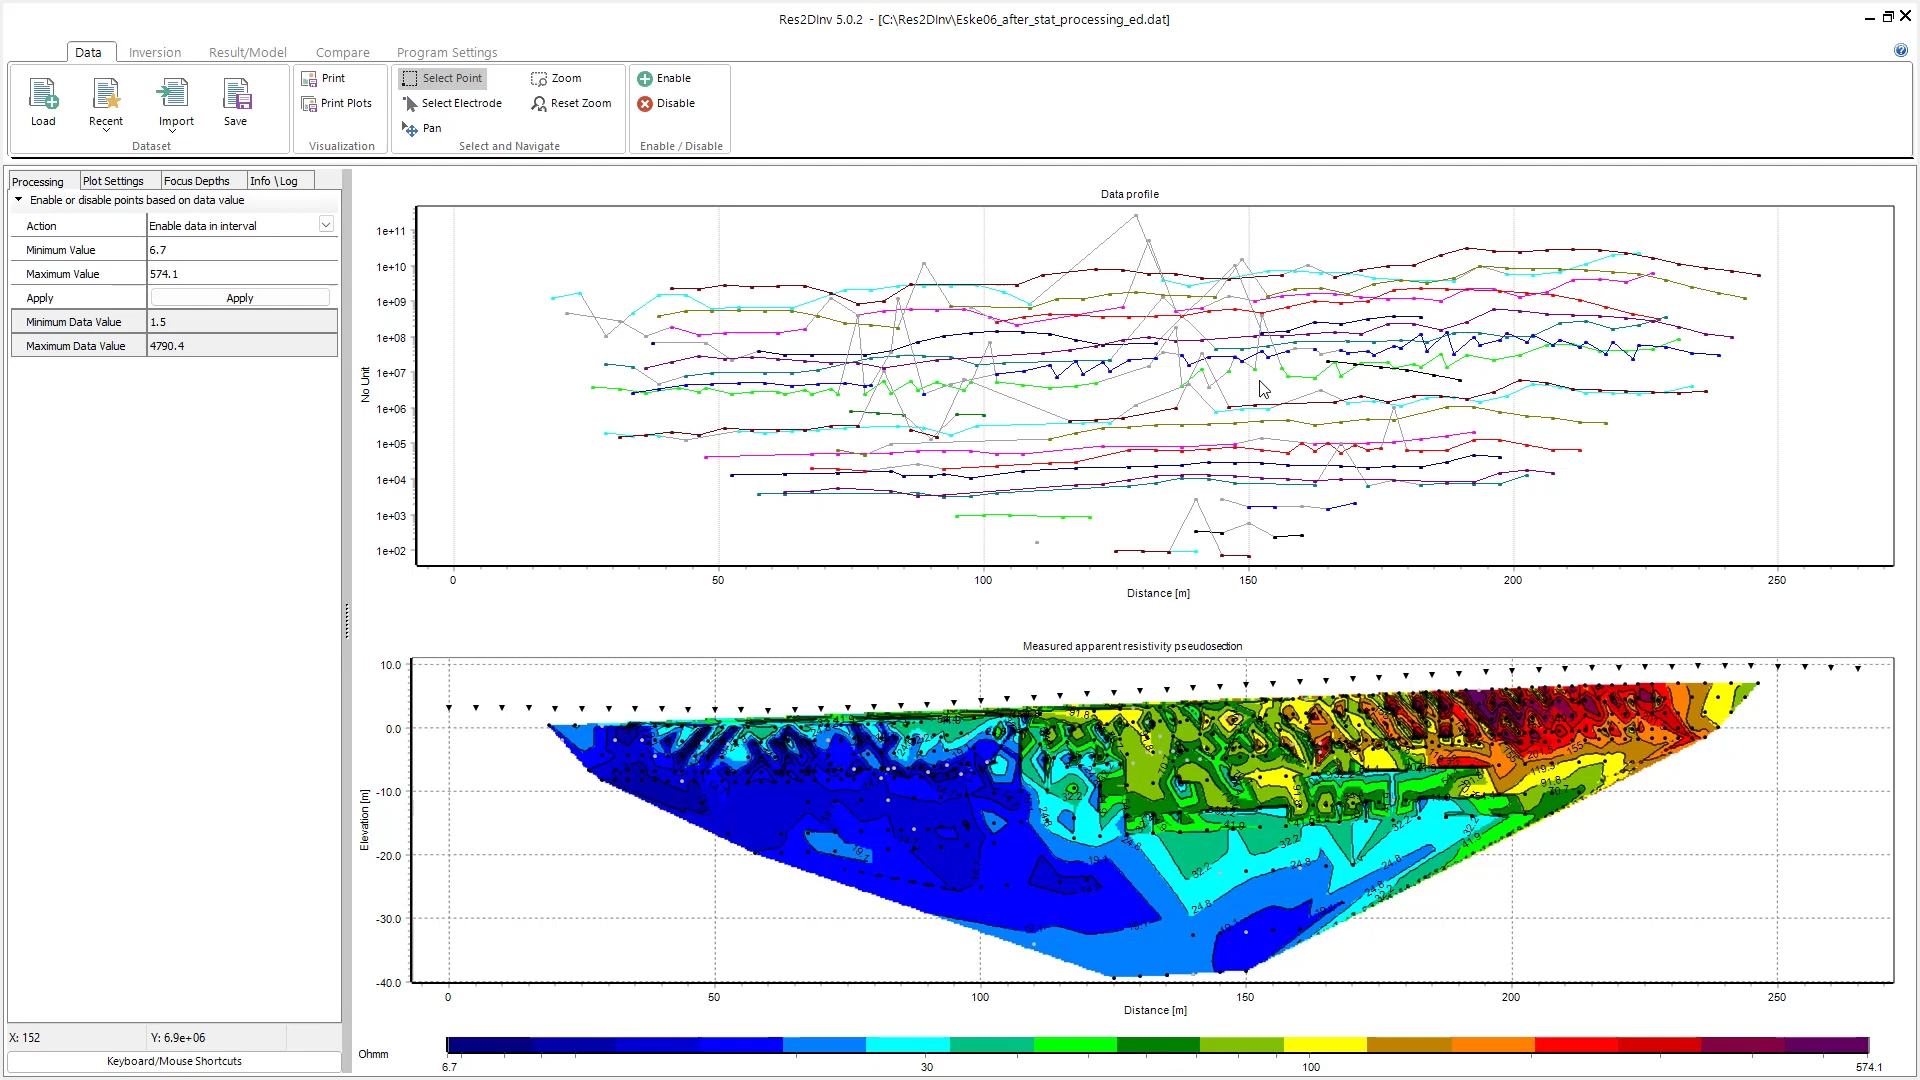 Res2DInv 5.0.2 - [C:\Res2DInv\Eske06_after_stat_processing_ed.dat]
Data Inversion Result/Model Compare Program Settings
Load Recent Import Save
Dataset
Print
Print Plots
Visualization
Select Point
Select Electrode
Pan
Zoom
Reset Zoom
Select and Navigate
Enable
Disable
Enable / Disable
Processing Plot Settings Focus Depths Info \ Log
Enable or disable points based on data value
Action Enable data in interval
Minimum Value 6.7
Maximum Value 574.1
Apply Apply
Minimum Data Value 1.5
Maximum Data Value 4790.4
Data profile
No Unit
1e+11
1e+10
1e+09
1e+08
1e+07
1e+06
1e+05
1e+04
1e+03
1e+02
0 50 100 150 200 250
Distance [m]
Measured apparent resistivity pseudosection
Elevation [m]
10.0
0.0
-10.0
-20.0
-30.0
-40.0
0 50 100 150 200 250
Distance [m]
Ohmm
6.7 30 100 574.1
X: 152 Y: 6.9e+06
Keyboard/Mouse Shortcuts